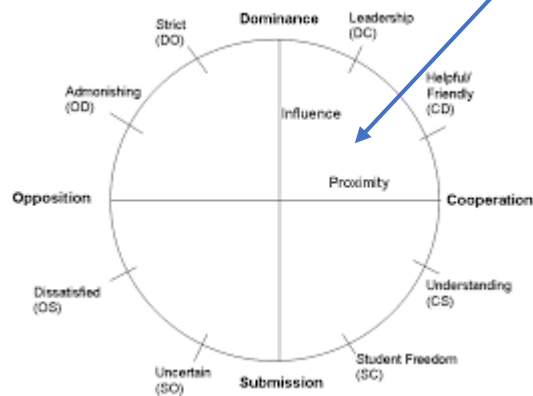 Dominance
Strict
(DO)
Leadership
(DC)
Admonishing
(OD)
Helpful/
Friendly
(CD)
Influence
Proximity
Opposition
Cooperation
Dissatisfied
(OS)
Understanding
(CS)
Uncertain
(SO)
Submission
Student Freedom
(SC)